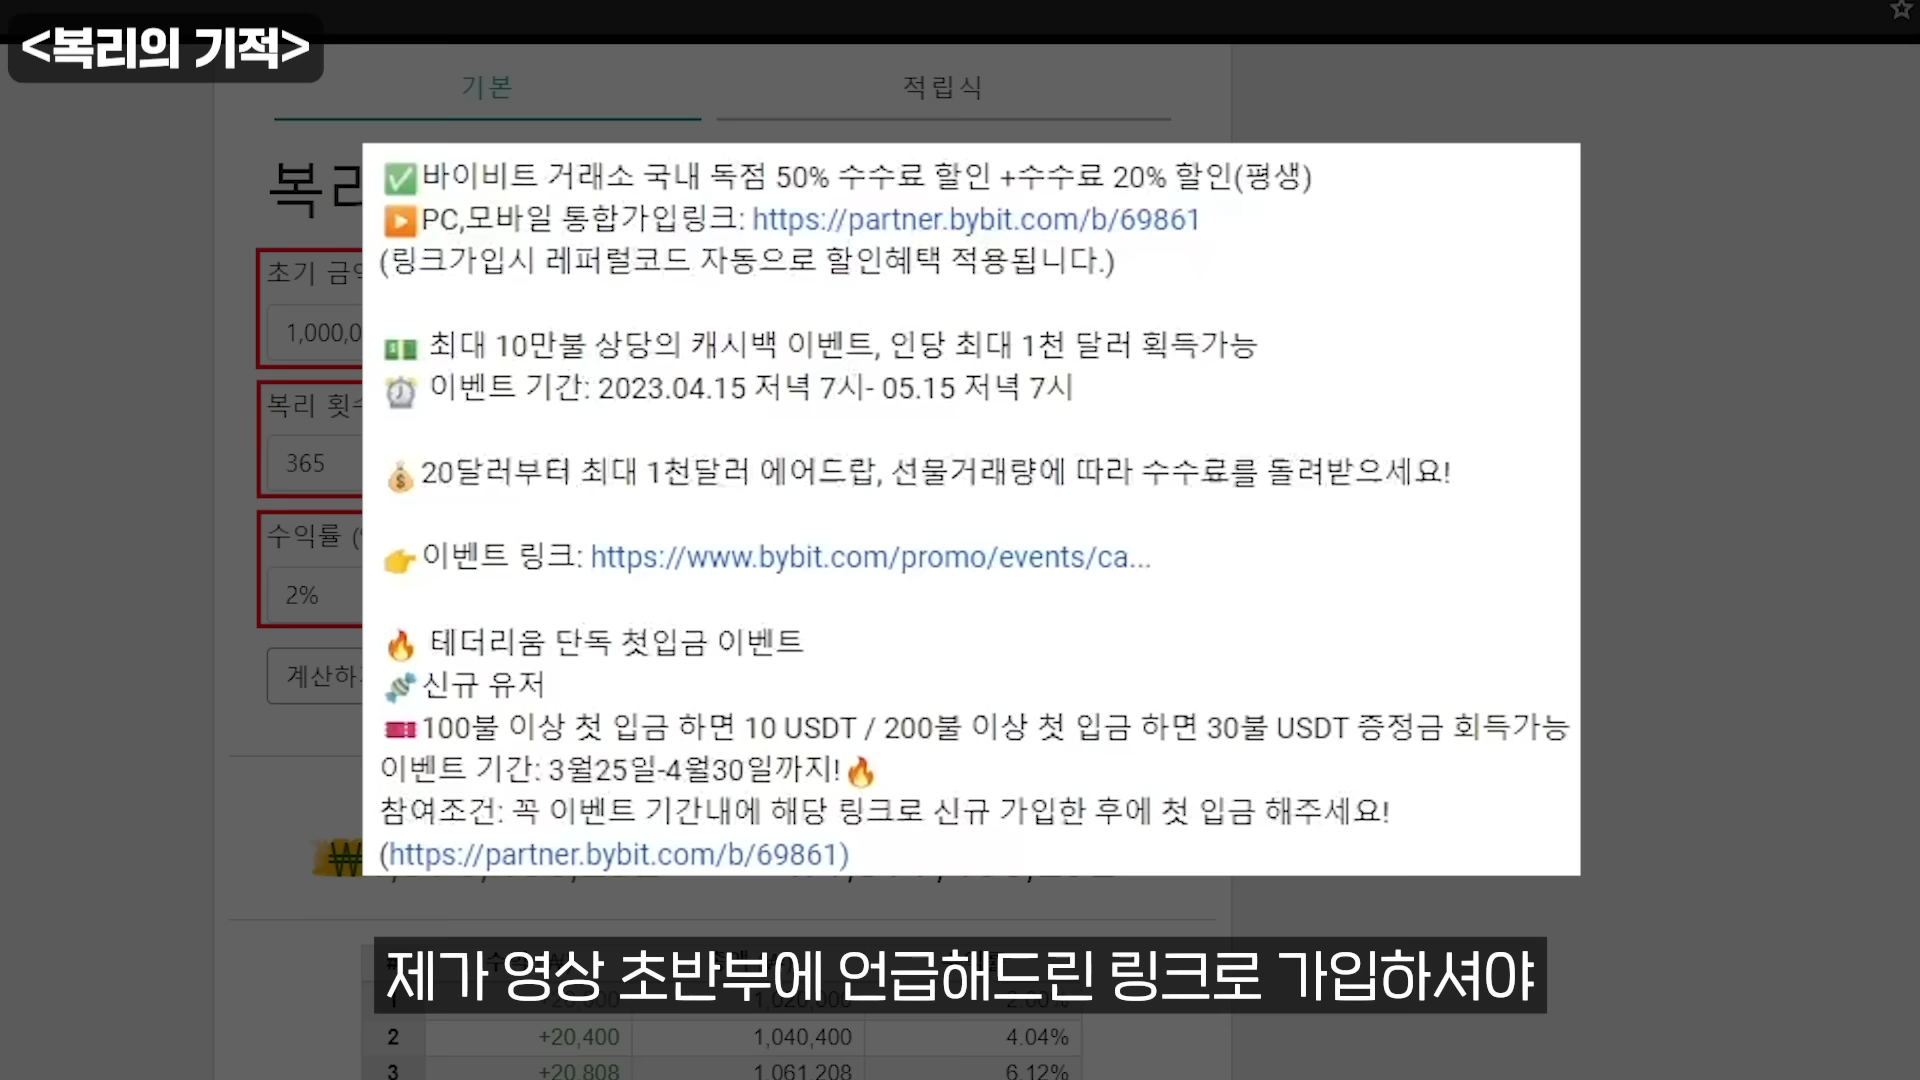 <복리의 기적>
기본
적립식
복리
초기 금액
1,000,0
복리 횟수
365
수익률 (
2%
계산하기
✅바이비트 거래소 국내 독점 50% 수수료 할인 +수수료 20% 할인(평생)
▶️PC,모바일 통합가입링크: https://partner.bybit.com/b/69861
(링크가입시 레퍼럴코드 자동으로 할인혜택 적용됩니다.)
💵 최대 10만불 상당의 캐시백 이벤트, 인당 최대 1천 달러 획득가능
⏰ 이벤트 기간: 2023.04.15 저녁 7시- 05.15 저녁 7시
💰20달러부터 최대 1천달러 에어드랍, 선물거래량에 따라 수수료를 돌려받으세요!
👉이벤트 링크: https://www.bybit.com/promo/events/ca...
🔥 테더리움 단독 첫입금 이벤트
🍬신규 유저
🎟️100불 이상 첫 입금 하면 10 USDT / 200불 이상 첫 입금 하면 30불 USDT 증정금 회득가능
이벤트 기간: 3월25일-4월30일까지!🔥
참여조건: 꼭 이벤트 기간내에 해당 링크로 신규 가입한 후에 첫 입금 해주세요!
(https://partner.bybit.com/b/69861)
₩
제가 영상 초반부에 언급해드린 링크로 가입하셔야
1 +20,000 1,020,000 2.00%
2 +20,400 1,040,400 4.04%
3 +20,808 1,061,208 6.12%